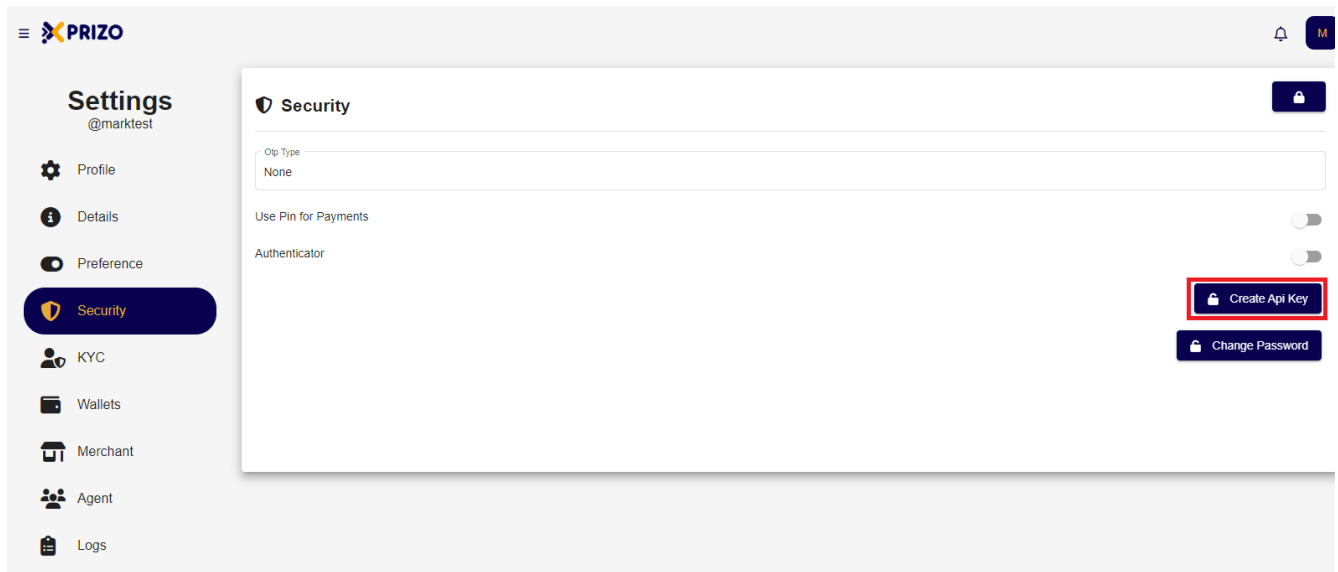 XPRIZO
M
Settings
@marktest
Profile
Details
Preference
Security
KYC
Wallets
Merchant
Agent
Logs
Security
Otp Type
None
Use Pin for Payments
Authenticator
Create Api Key
Change Password